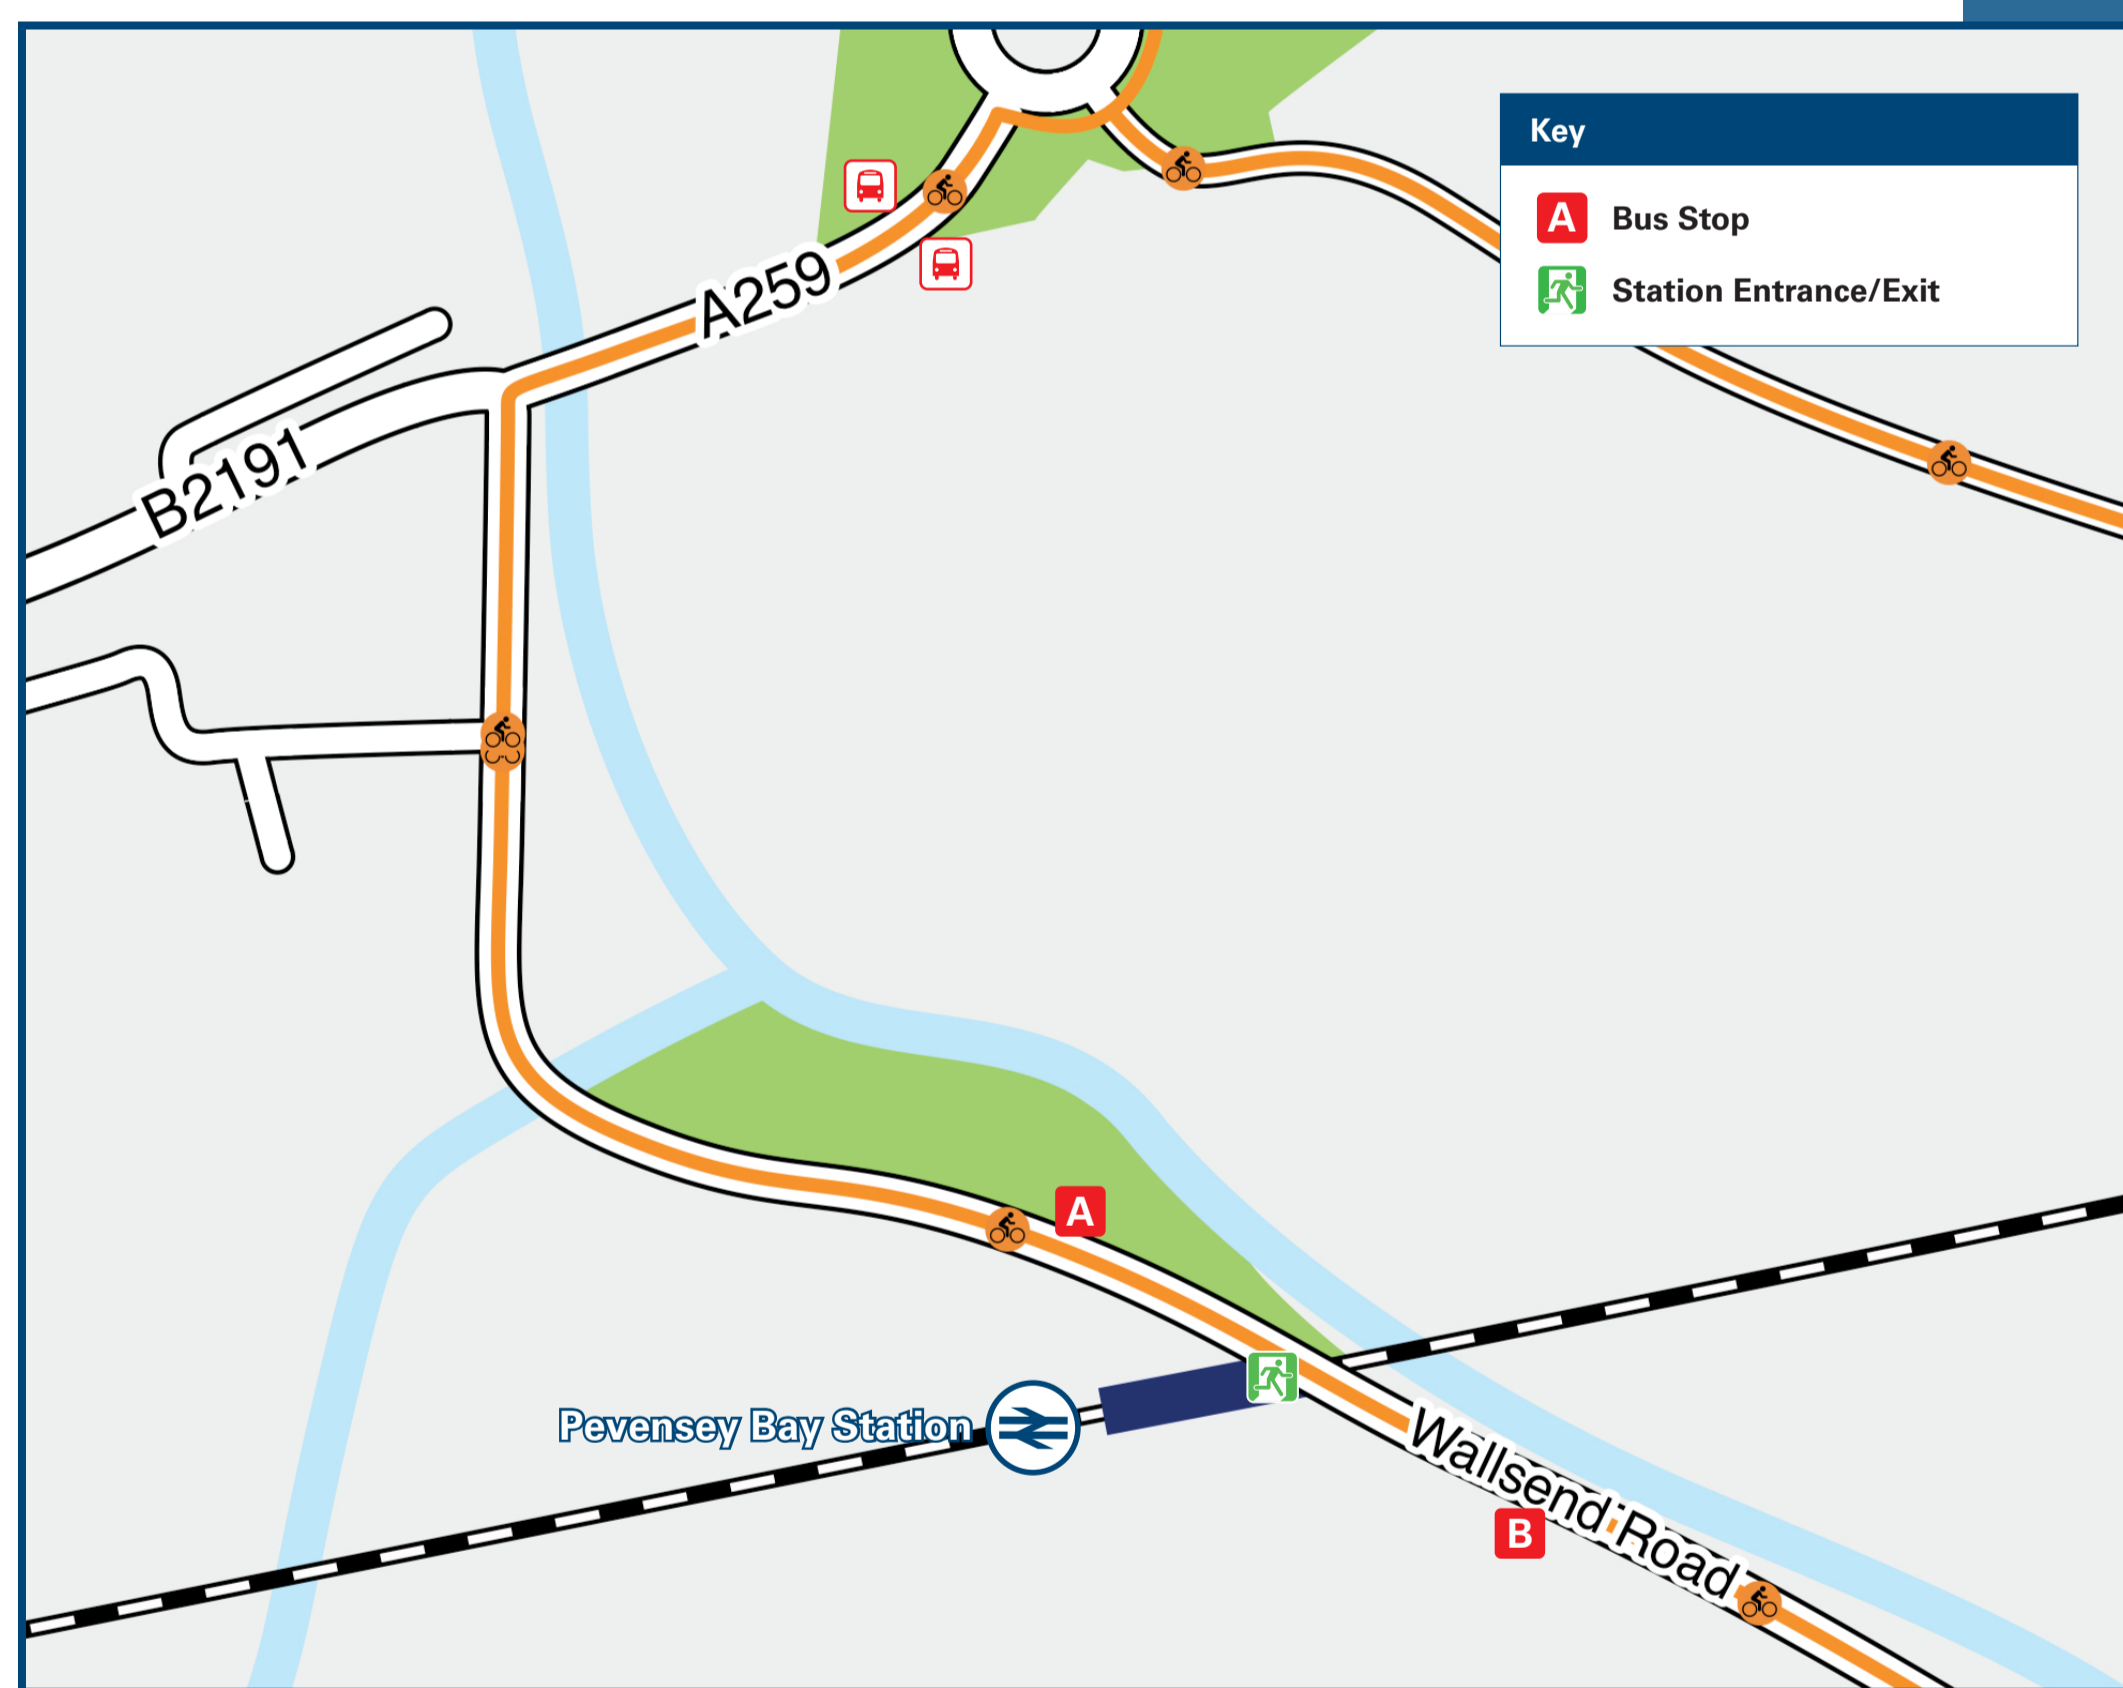 Key
A Bus Stop
Station Entrance/Exit
A259
B2191
A
Pevensey Bay Station
Wallsend Road
B